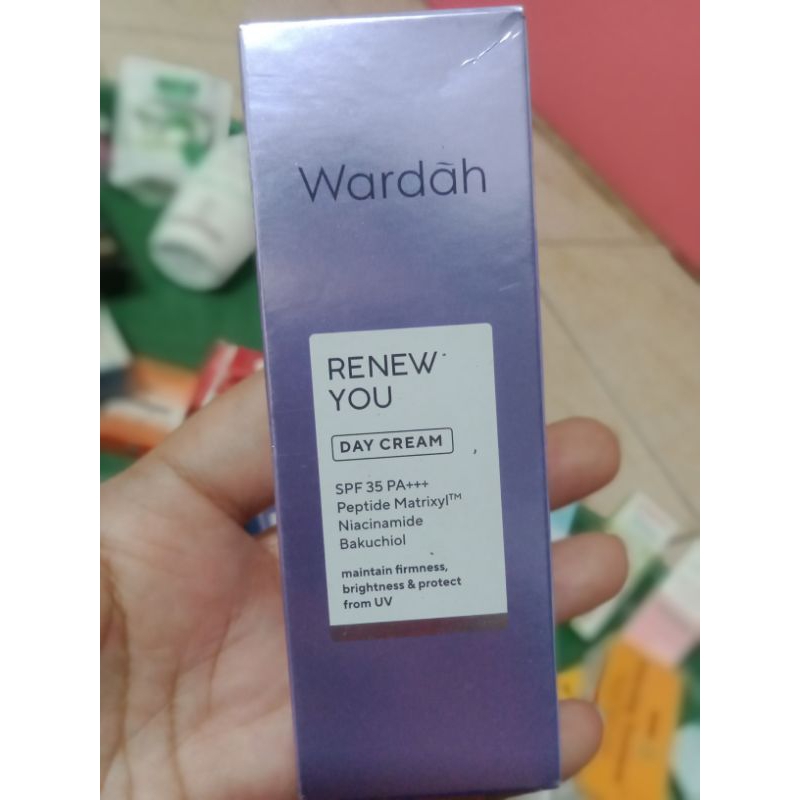 Wardah
RENEW
YOU
DAY CREAM
SPF 35 PA+++
Peptide Matrixyl™
Niacinamide
Bakuchiol
maintain firmness,
brightness & protect
from UV